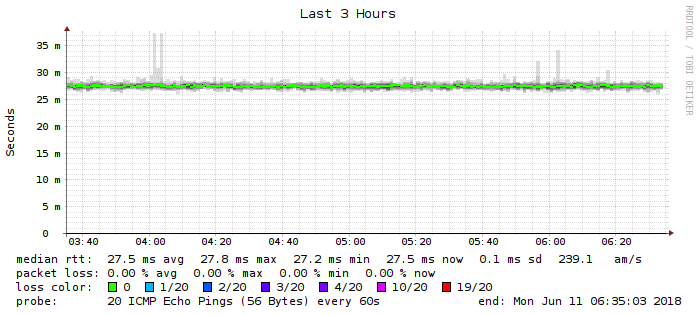 Last 3 Hours
RRDTOOL / TOBI OETIKER
Seconds
35 m
30 m
25 m
20 m
15 m
10 m
5 m
0
03:40 04:00 04:20 04:40 05:00 05:20 05:40 06:00 06:20
median rtt: 27.5 ms avg 27.8 ms max 27.2 ms min 27.5 ms now 0.1 ms sd 239.1 am/s
packet loss: 0.00 % avg 0.00 % max 0.00 % min 0.00 % now
loss color: 0 1/20 2/20 3/20 4/20 10/20 19/20
probe: 20 ICMP Echo Pings (56 Bytes) every 60s end: Mon Jun 11 06:35:03 2018